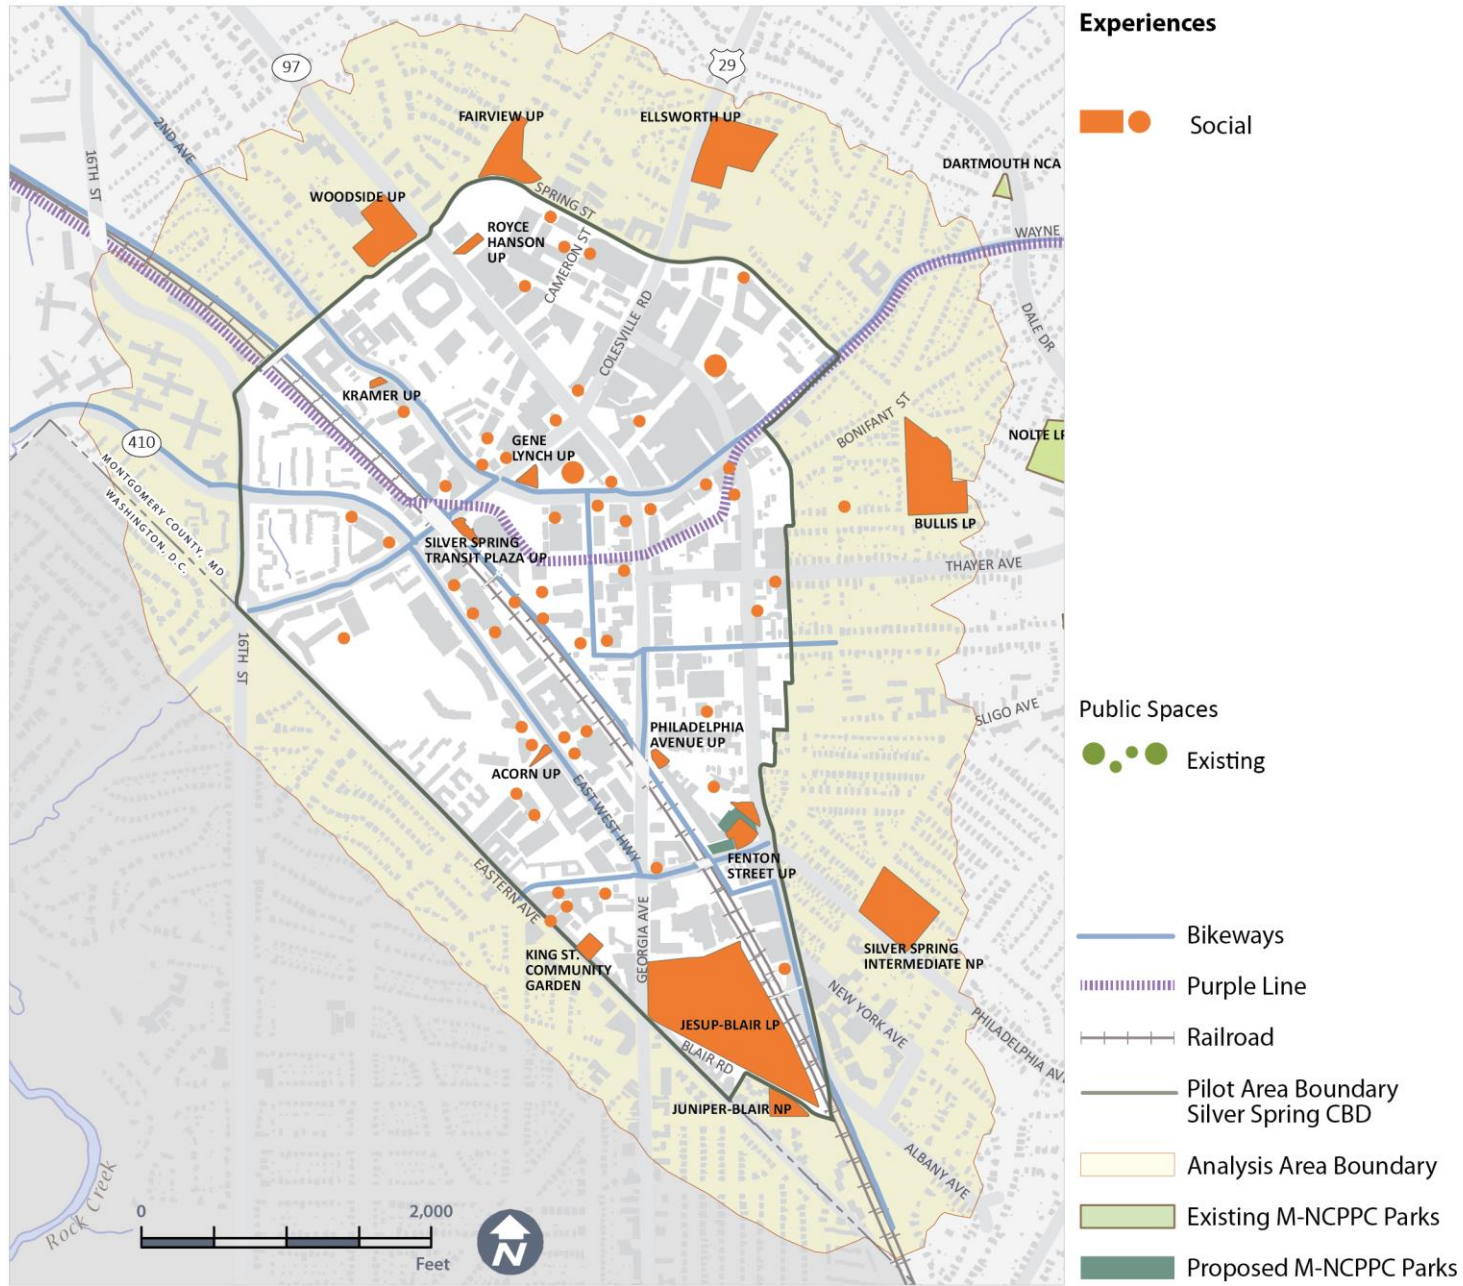 Experiences
Social
Public Spaces
Existing
Bikeways
Purple Line
Railroad
Pilot Area Boundary
Silver Spring CBD
Analysis Area Boundary
Existing M-NCPPC Parks
Proposed M-NCPPC Parks
97
29
2ND AVE
16TH ST
FAIRVIEW UP
ELLSWORTH UP
DARTMOUTH NCA
WOODSIDE UP
SPRING ST
ROYCE
HANSON
UP
CAMERON ST
WAYNE
DALE DR
COLESVILLE RD
KRAMER UP
410
BONIFANT ST
NOLTE LP
GENE
LYNCH UP
MONTGOMERY COUNTY, MD
WASHINGTON, D.C.
BULLIS LP
SILVER SPRING
TRANSIT PLAZA UP
THAYER AVE
16TH ST
SLIGO AVE
PHILADELPHIA
AVENUE UP
ACORN UP
EAST WEST HWY
FENTON
STREET UP
EASTERN AVE
GEORGIA AVE
SILVER SPRING
INTERMEDIATE NP
KING ST.
COMMUNITY
GARDEN
NEW YORK AVE
PHILADELPHIA AV
JESUP-BLAIR LP
BLAIR RD
JUNIPER-BLAIR NP
ALBANY AVE
Rock Creek
0
2,000
Feet
N